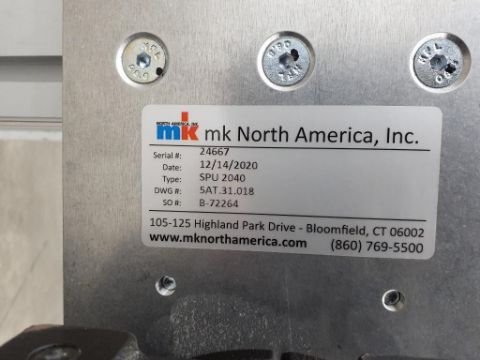 NORTH AMERICA, INC.
mk mk North America, Inc.
Serial #: 24667
Date: 12/14/2020
Type: SPU 2040
DWG #: 5AT.31.018
SO #: B-72264
105-125 Highland Park Drive - Bloomfield, CT 06002
www.mknorthamerica.com (860) 769-5500